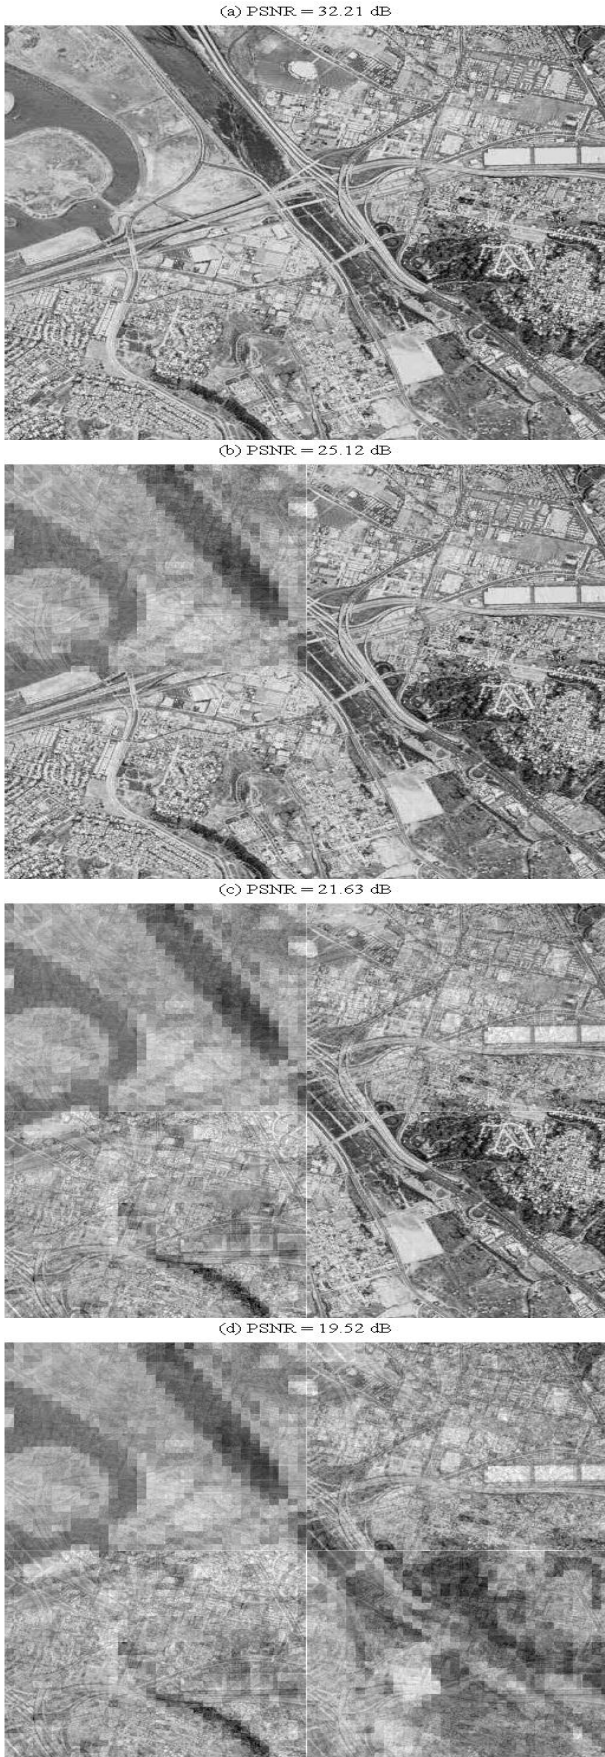 (a) PSNR = 32.21 dB
(b) PSNR = 25.12 dB
(c) PSNR = 21.63 dB
(d) PSNR = 19.52 dB